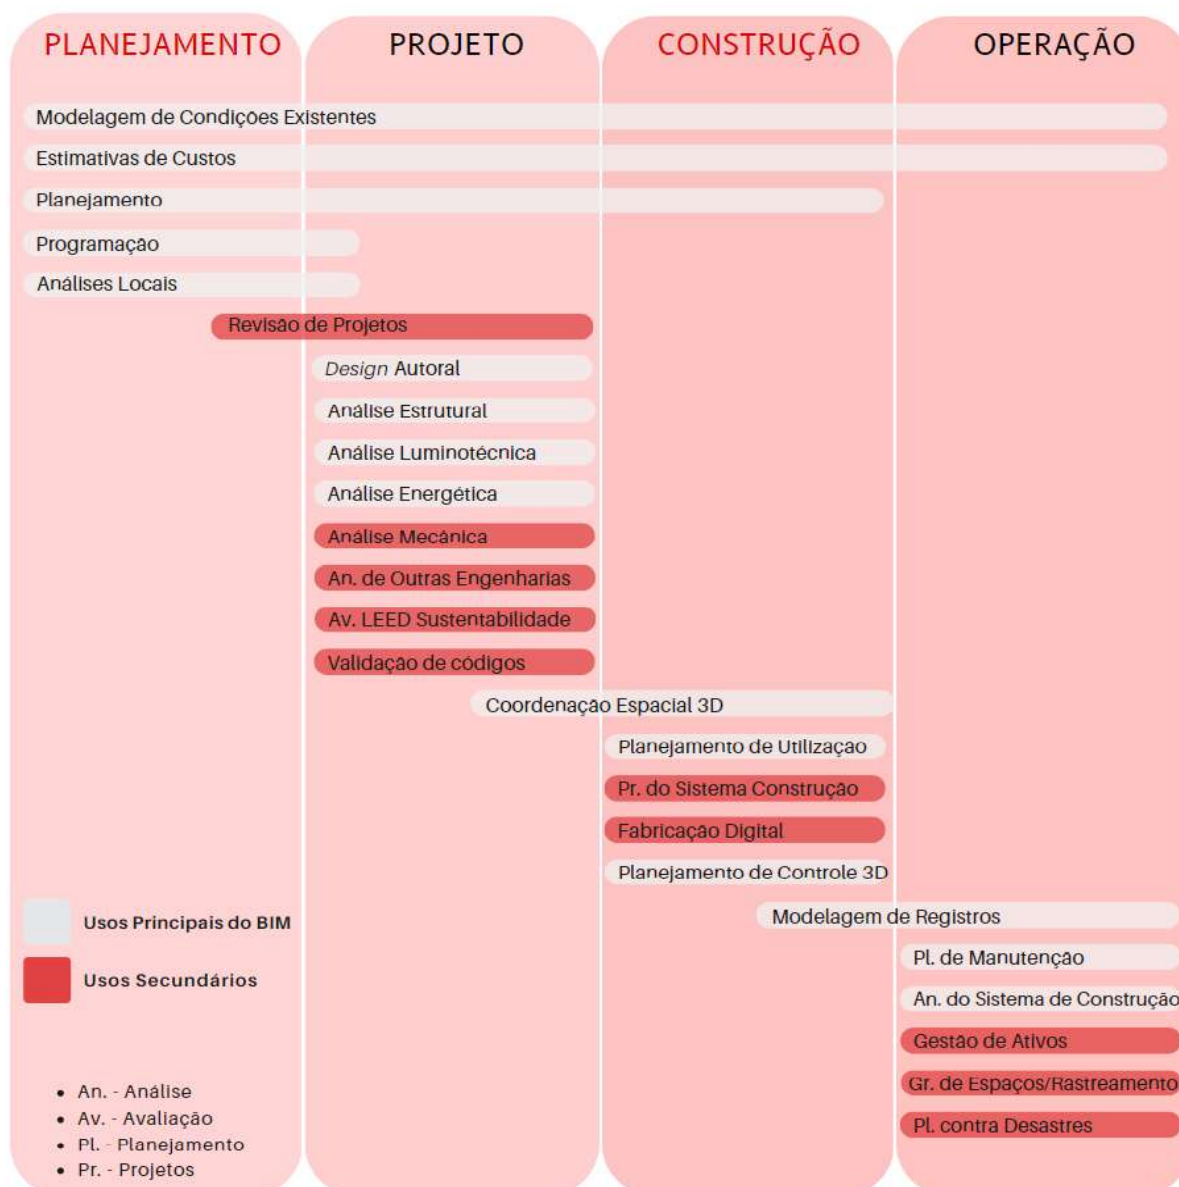 PLANEJAMENTO PROJETO CONSTRUÇÃO OPERAÇÃO
Modelagem de Condições Existentes
Estimativas de Custos
Planejamento
Programação
Análises Locais
Revisão de Projetos
Design Autoral
Análise Estrutural
Análise Luminotécnica
Análise Energética
Análise Mecânica
An. de Outras Engenharias
Av. LEED Sustentabilidade
Validação de códigos
Coordenação Espacial 3D
Planejamento de Utilização
Pr. do Sistema Construção
Fabricação Digital
Planejamento de Controle 3D
Modelagem de Registros
Pl. de Manutenção
An. do Sistema de Construção
Gestão de Ativos
Gr. de Espaços/Rastreamento
Pl. contra Desastres
Usos Principais do BIM
Usos Secundários
• An. - Análise
• Av. - Avaliação
• Pl. - Planejamento
• Pr. - Projetos